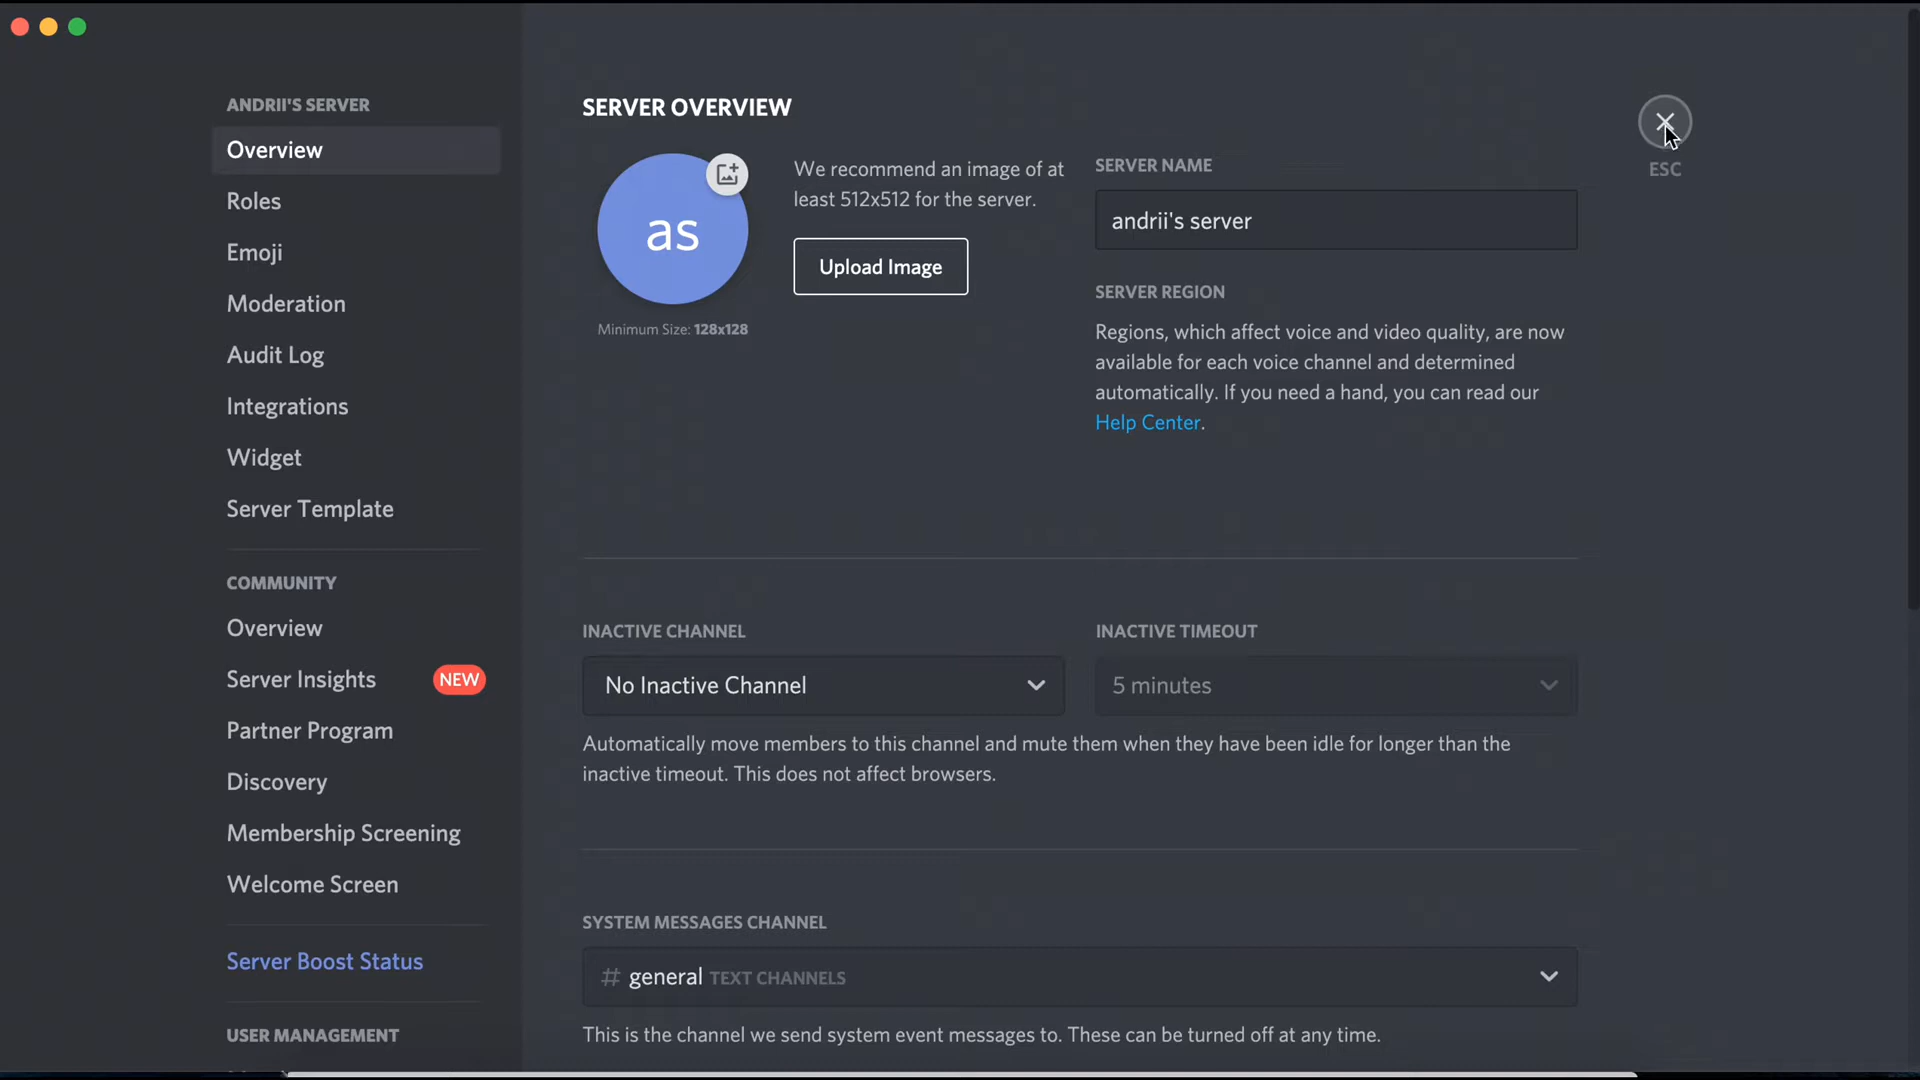 ANDRII'S SERVER
Overview
Roles
Emoji
Moderation
Audit Log
Integrations
Widget
Server Template
COMMUNITY
Overview
Server Insights NEW
Partner Program
Discovery
Membership Screening
Welcome Screen
Server Boost Status
USER MANAGEMENT
SERVER OVERVIEW
as
Minimum Size: 128x128
We recommend an image of at
least 512x512 for the server.
Upload Image
SERVER NAME
andrii's server
SERVER REGION
Regions, which affect voice and video quality, are now
available for each voice channel and determined
automatically. If you need a hand, you can read our
Help Center.
ESC
INACTIVE CHANNEL
No Inactive Channel
INACTIVE TIMEOUT
5 minutes
Automatically move members to this channel and mute them when they have been idle for longer than the
inactive timeout. This does not affect browsers.
SYSTEM MESSAGES CHANNEL
# general TEXT CHANNELS
This is the channel we send system event messages to. These can be turned off at any time.